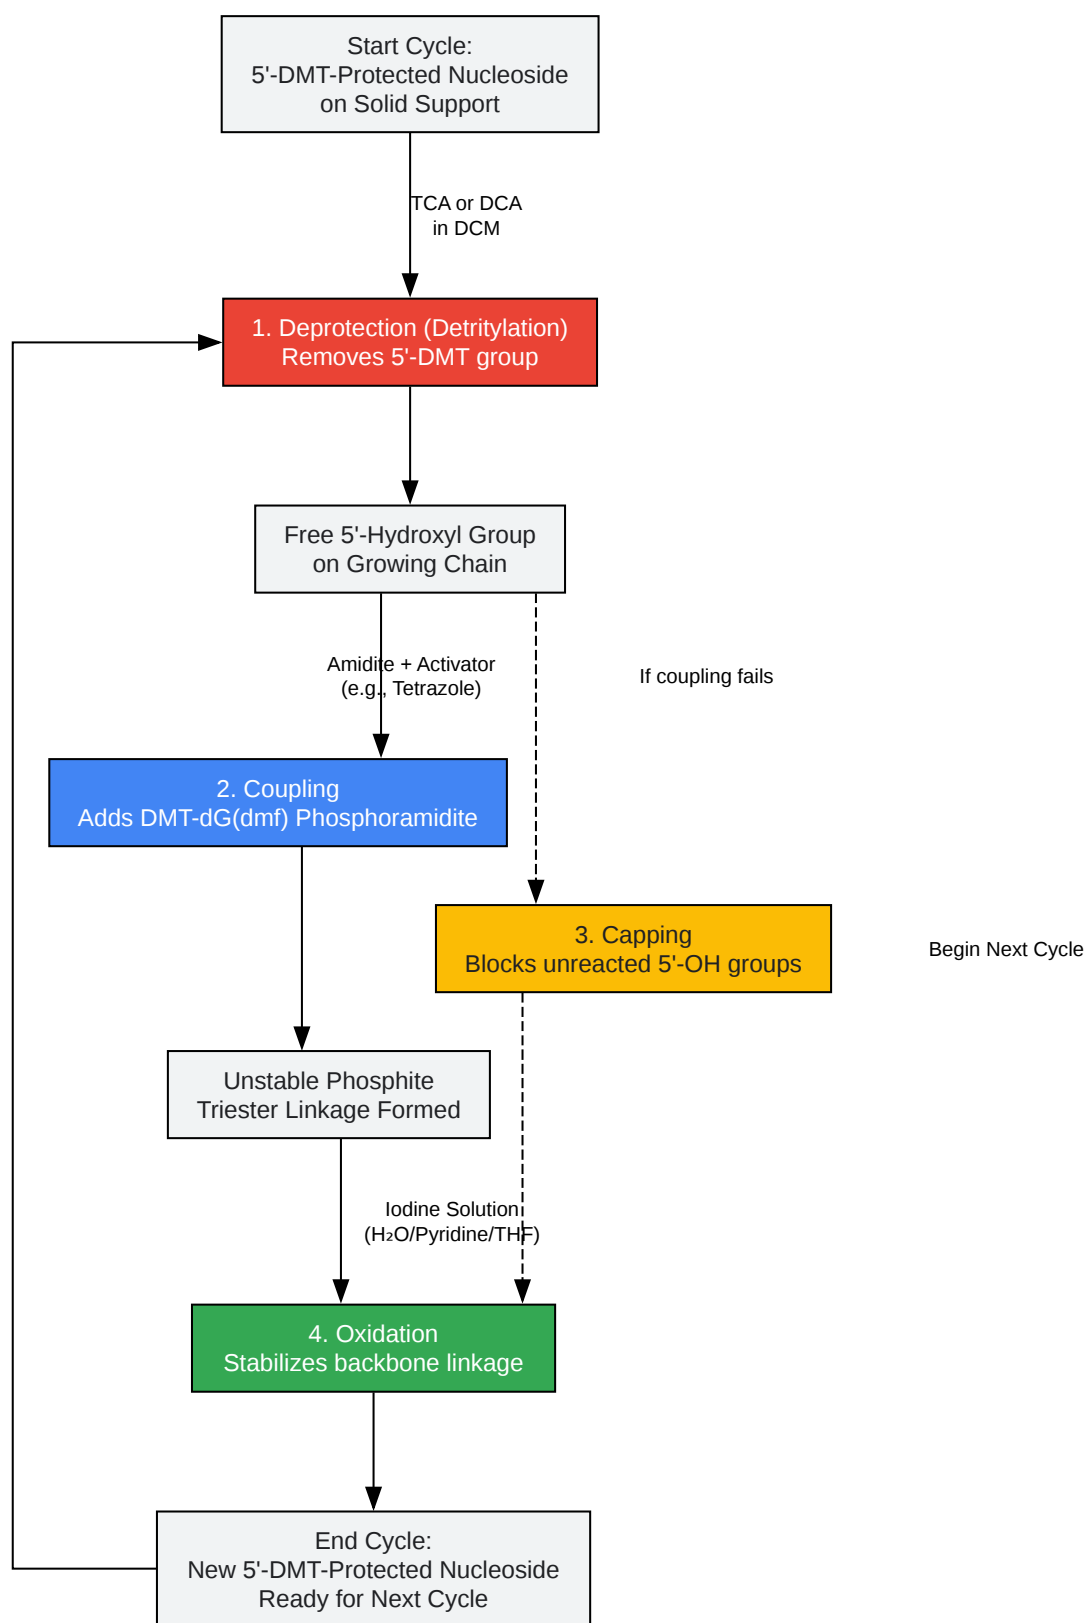 Start Cycle:
5'-DMT-Protected Nucleoside
on Solid Support
TCA or DCA
in DCM
1. Deprotection (Detritylation)
Removes 5'-DMT group
Free 5'-Hydroxyl Group
on Growing Chain
Amidite + Activator
(e.g., Tetrazole)
If coupling fails
2. Coupling
Adds DMT-dG(dmf) Phosphoramidite
3. Capping
Blocks unreacted 5'-OH groups
Begin Next Cycle
Unstable Phosphite
Triester Linkage Formed
Iodine Solution
(H₂O/Pyridine/THF)
4. Oxidation
Stabilizes backbone linkage
End Cycle:
New 5'-DMT-Protected Nucleoside
Ready for Next Cycle